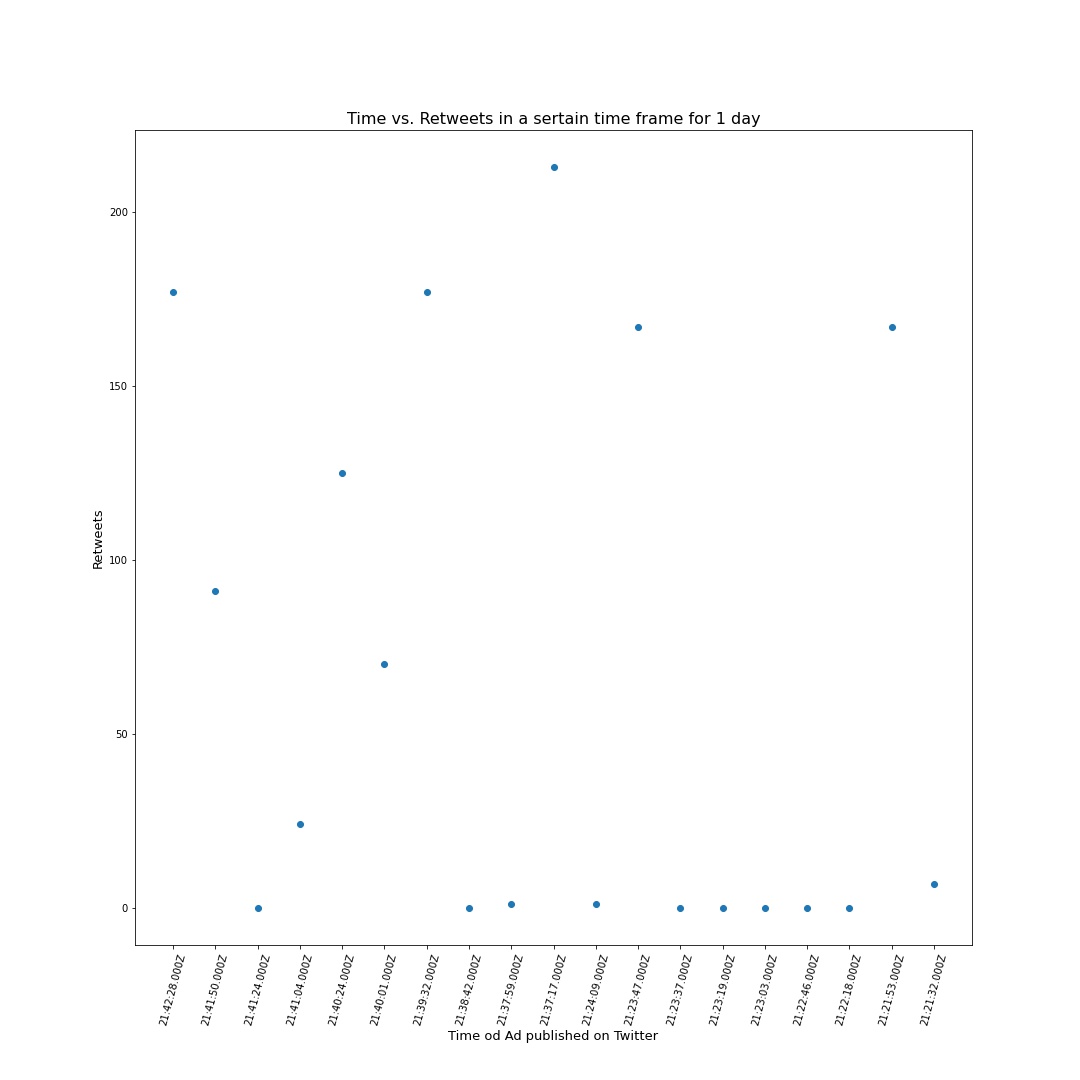 Time vs. Retweets in a sertain time frame for 1 day
200
150
100
50
0
Retweets
21:42:28.000Z
21:41:50.000Z
21:41:24.000Z
21:41:04.000Z
21:40:24.000Z
21:40:01.000Z
21:39:32.000Z
21:38:42.000Z
21:37:59.000Z
21:37:17.000Z
21:24:09.000Z
21:23:47.000Z
21:23:37.000Z
21:23:19.000Z
21:23:03.000Z
21:22:46.000Z
21:22:18.000Z
21:21:53.000Z
21:21:32.000Z
Time od Ad published on Twitter